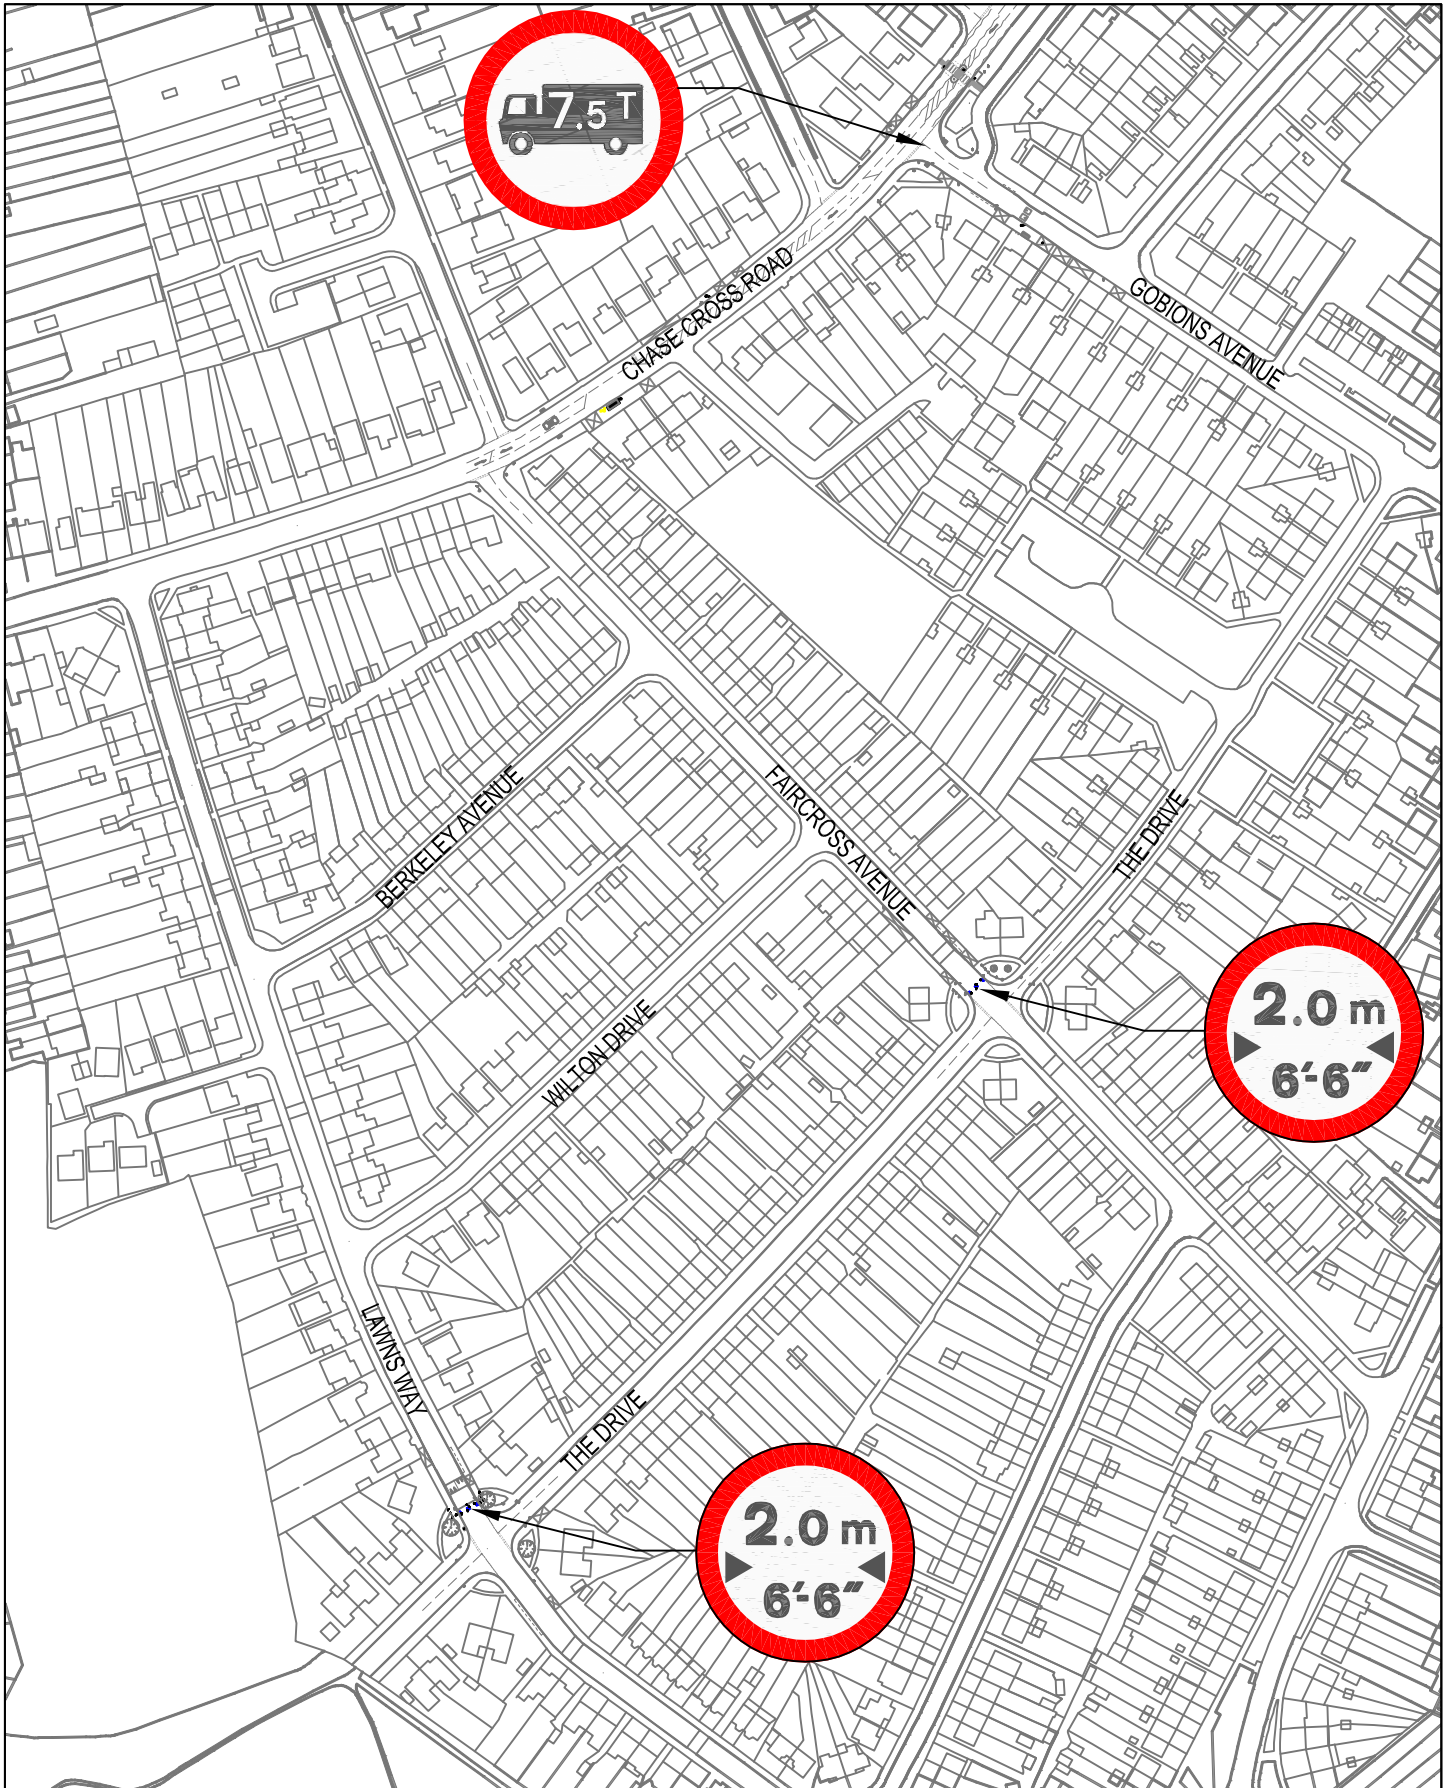 7.5 T
CHASE CROSS ROAD
GOBIONS AVENUE
BERKELEY AVENUE
FAIRCROSS AVENUE
THE DRIVE
2.0 m
6'-6"
WILTON DRIVE
LAWNS WAY
THE DRIVE
2.0 m
6'-6"